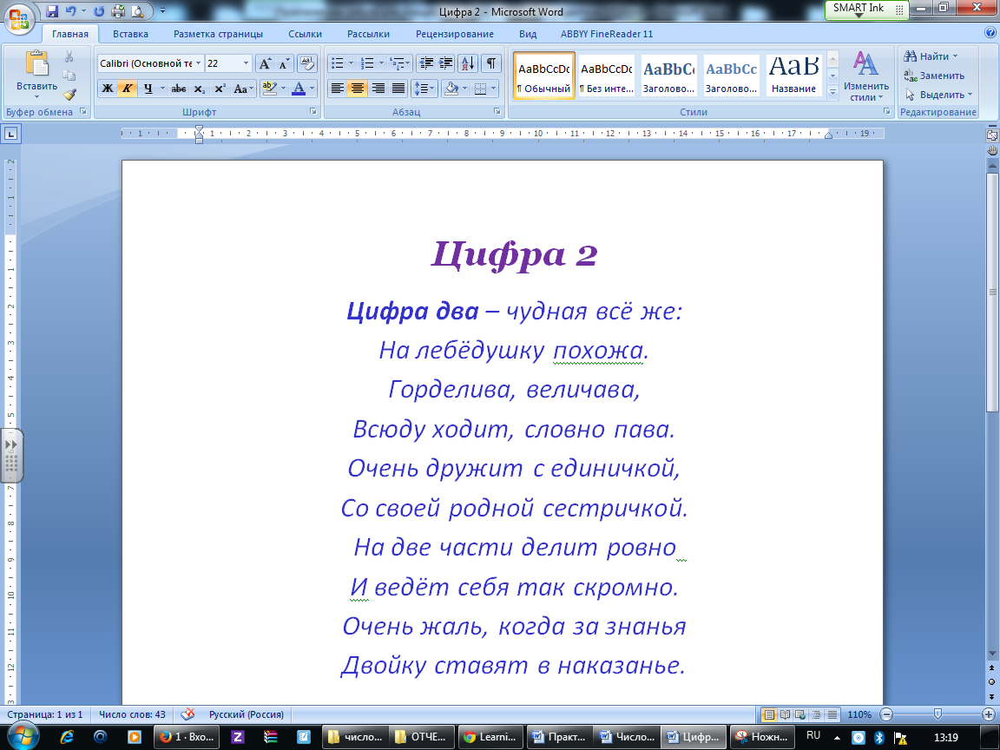 Цифра 2 - Microsoft Word
SMART Ink
Главная Вставка Разметка страницы Ссылки Рассылки Рецензирование Вид ABBYY FineReader 11
Calibri (Основной те 22
Вставить
Ж К Ч abc x₂ x² Aa ab A
AaBbCcDc AaBbCcDc AaBbCc AaBbCc AaB
¶ Обычный ¶ Без инте... Заголово... Заголово... Название
Изменить стили
Найти
Заменить
Выделить
Буфер обмена Шрифт Абзац Стили Редактирование
Цифра 2
Цифра два – чудная всё же:
На лебёдушку похожа.
Горделива, величава,
Всюду ходит, словно пава.
Очень дружит с единичкой,
Со своей родной сестричкой.
На две части делит ровно
И ведёт себя так скромно.
Очень жаль, когда за знанья
Двойку ставят в наказанье.
Страница: 1 из 1 Число слов: 43 Русский (Россия) 110%
1 · Вхо... число... ОТЧЕ... Learni... Практ... Число... Цифр... Ножн... RU 13:19